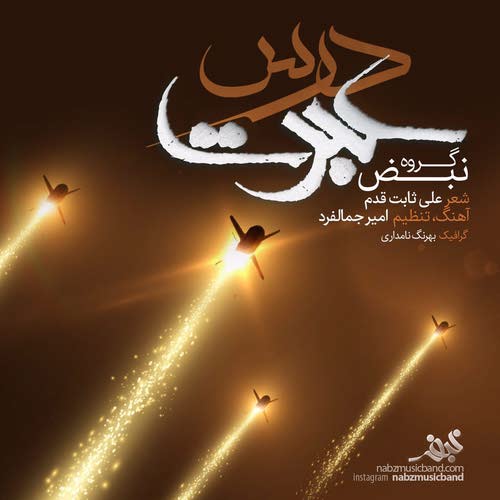 درس
عبرت
گروه
نبض
شعر علی ثابت قدم
آهنگ، تنظیم امیر جمالفرد
گرافیک بهرنگ نامداری
نبض
nabzmusicband.com
instagram nabzmusicband